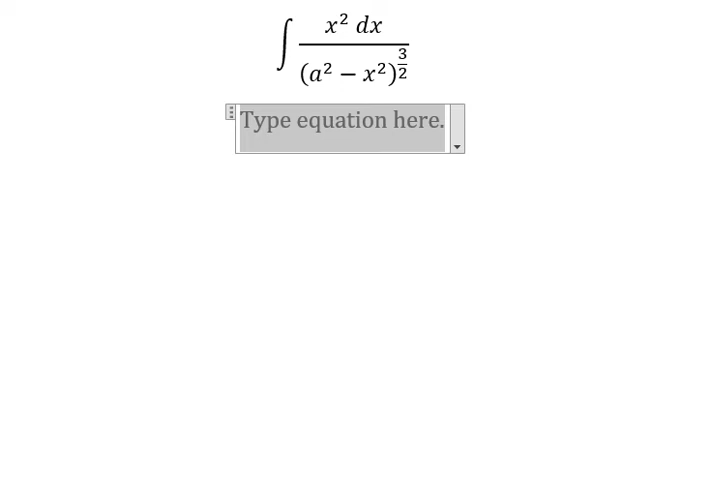 ∫ x² dx / (a² − x²)^(3/2)
Type equation here.